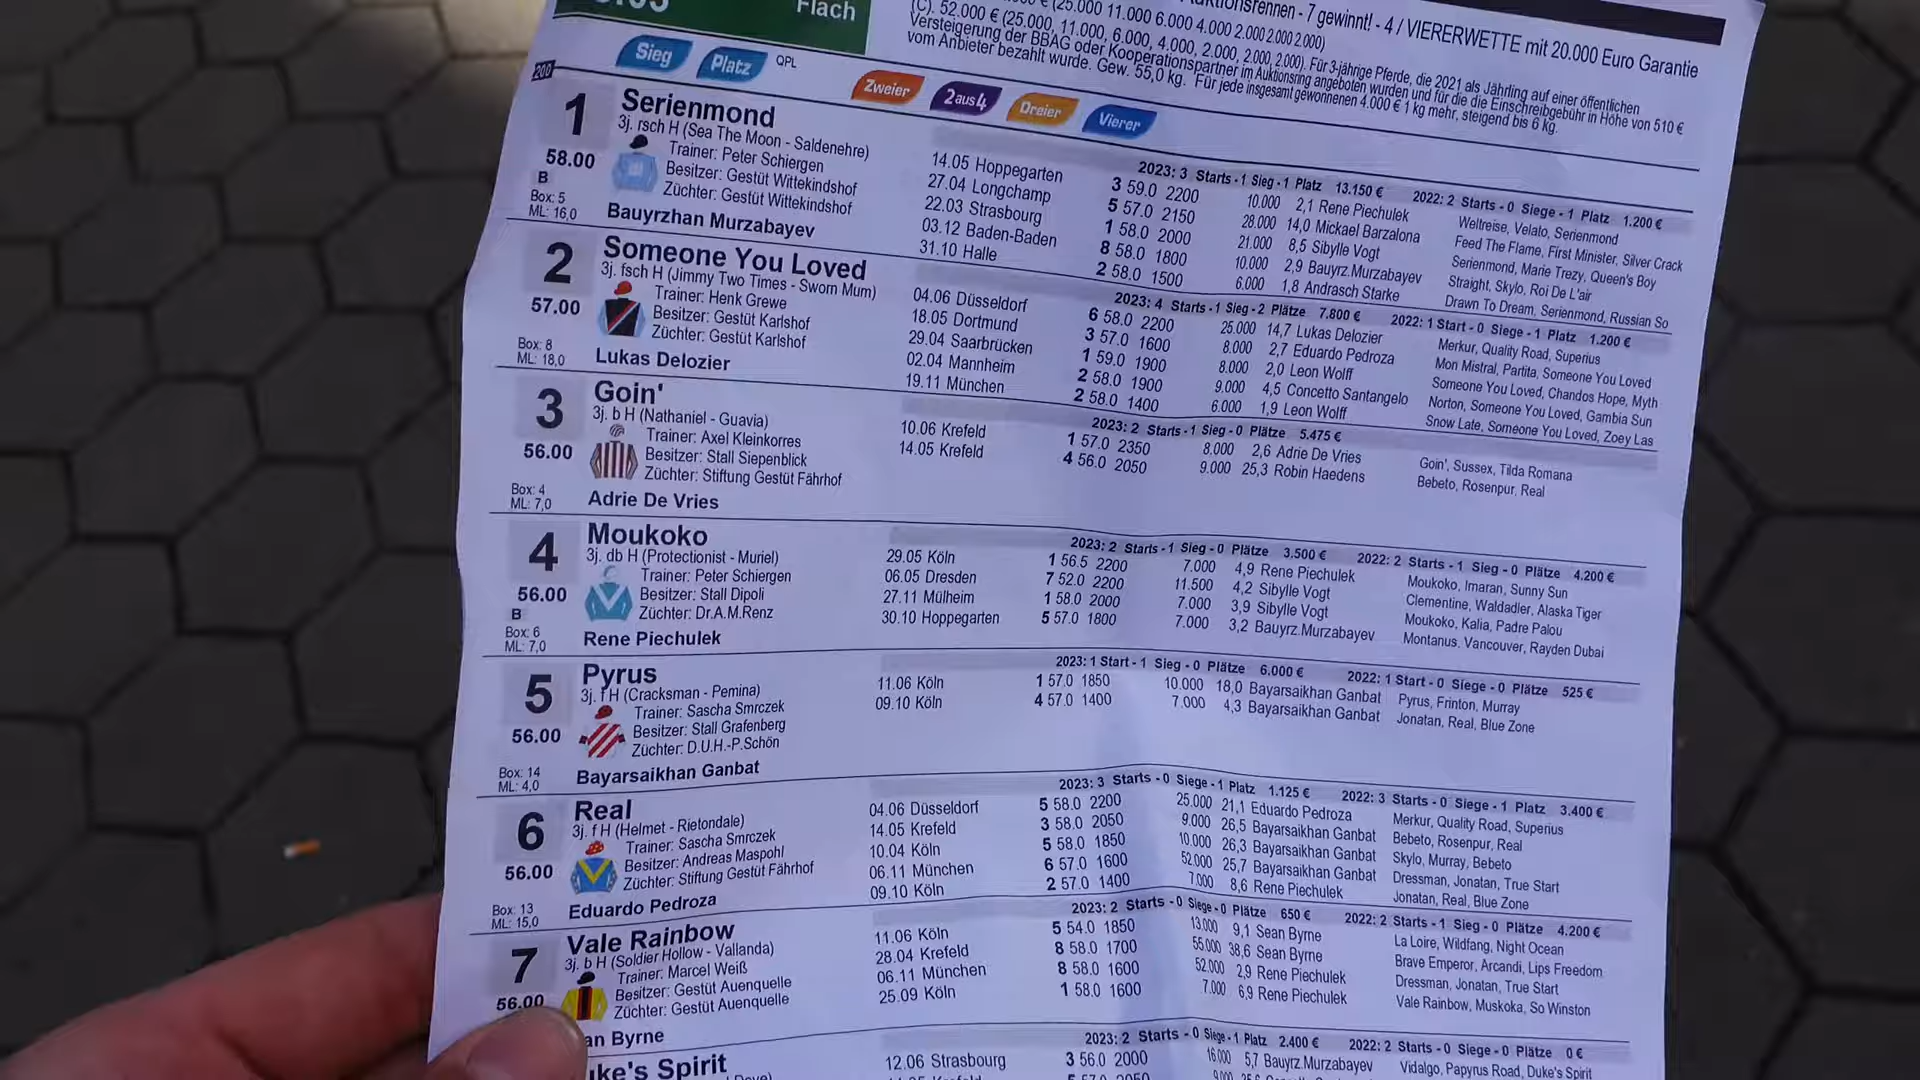 Flach
Auktionsrennen - 7 gewinnt! - 4 / VIERERWETTE mit 20.000 Euro Garantie
(25.000 11.000 6.000 4.000 2.000 2.000 2.000)
(C). 52.000 € (25.000, 11.000, 6.000, 4.000, 2.000, 2.000, 2.000). Für 3-jährige Pferde, die 2021 als Jährling auf einer öffentlichen
Versteigerung der BBAG oder Kooperationspartner im Auktionsring angeboten wurden und für die die Einschreibegebühr in Höhe von 510 €
vom Anbieter bezahlt wurde. Gew. 55,0 kg. Für jede insgesamt gewonnenen 4.000 € 1 kg mehr, steigend bis 6 kg.
Sieg Platz QPL Zweier 2aus4 Dreier Vierer
200
1 Serienmond
58.00
B
Box: 5
ML: 16,0
3j. rsch H (Sea The Moon - Saldenehre)
Trainer: Peter Schiergen
Besitzer: Gestüt Wittekindshof
Züchter: Gestüt Wittekindshof
Bauyrzhan Murzabayev
2023: 3 Starts - 1 Sieg - 1 Platz 13.150 € 2022: 2 Starts - 0 Siege - 1 Platz 1.200 €
14.05 Hoppegarten 3 59.0 2200 10.000 2,1 Rene Piechulek Weltreise, Velato, Serienmond
27.04 Longchamp 5 57.0 2150 28.000 14,0 Mickael Barzalona Feed The Flame, First Minister, Silver Crack
22.03 Strasbourg 1 58.0 2000 21.000 8,5 Sibylle Vogt Serienmond, Marie Trezy, Queen's Boy
03.12 Baden-Baden 8 58.0 1800 10.000 2,9 Bauyrz.Murzabayev Straight, Skylo, Roi De L'air
31.10 Halle 2 58.0 1500 6.000 1,8 Andrasch Starke Drawn To Dream, Serienmond, Russian So
2 Someone You Loved
57.00
Box: 8
ML: 18,0
3j. fsch H (Jimmy Two Times - Sworn Mum)
Trainer: Henk Grewe
Besitzer: Gestüt Karlshof
Züchter: Gestüt Karlshof
Lukas Delozier
2023: 4 Starts - 1 Sieg - 2 Plätze 7.800 € 2022: 1 Start - 0 Siege - 1 Platz 1.200 €
04.06 Düsseldorf 6 58.0 2200 25.000 14,7 Lukas Delozier Merkur, Quality Road, Superius
18.05 Dortmund 3 57.0 1600 8.000 2,7 Eduardo Pedroza Mon Mistral, Partita, Someone You Loved
29.04 Saarbrücken 1 59.0 1900 8.000 2,0 Leon Wolff Someone You Loved, Chandos Hope, Myth
02.04 Mannheim 2 58.0 1900 9.000 4,5 Concetto Santangelo Norton, Someone You Loved, Gambia Sun
19.11 München 2 58.0 1400 6.000 1,9 Leon Wolff Snow Late, Someone You Loved, Zoey Las
3 Goin'
56.00
Box: 4
ML: 7,0
3j. b H (Nathaniel - Guavia)
Trainer: Axel Kleinkorres
Besitzer: Stall Siepenblick
Züchter: Stiftung Gestüt Fährhof
Adrie De Vries
2023: 2 Starts - 1 Sieg - 0 Plätze 5.475 €
10.06 Krefeld 1 57.0 2350 8.000 2,6 Adrie De Vries Goin', Sussex, Tilda Romana
14.05 Krefeld 4 56.0 2050 9.000 25,3 Robin Haedens Bebeto, Rosenpur, Real
4 Moukoko
56.00
B
Box: 6
ML: 7,0
3j. db H (Protectionist - Muriel)
Trainer: Peter Schiergen
Besitzer: Stall Dipoli
Züchter: Dr.A.M.Renz
Rene Piechulek
2023: 2 Starts - 1 Sieg - 0 Plätze 3.500 € 2022: 2 Starts - 1 Sieg - 0 Plätze 4.200 €
29.05 Köln 1 56.5 2200 7.000 4,9 Rene Piechulek Moukoko, Imaran, Sunny Sun
06.05 Dresden 7 52.0 2200 11.500 4,2 Sibylle Vogt Clementine, Waldadler, Alaska Tiger
27.11 Mülheim 1 58.0 2000 7.000 3,9 Sibylle Vogt Moukoko, Kalia, Padre Palou
30.10 Hoppegarten 5 57.0 1800 7.000 3,2 Bauyrz.Murzabayev Montanus, Vancouver, Rayden Dubai
5 Pyrus
56.00
Box: 14
ML: 4,0
3j. f H (Cracksman - Pemina)
Trainer: Sascha Smrczek
Besitzer: Stall Grafenberg
Züchter: D.U.H.-P.Schön
Bayarsaikhan Ganbat
2023: 1 Start - 1 Sieg - 0 Plätze 6.000 € 2022: 1 Start - 0 Siege - 0 Plätze 525 €
11.06 Köln 1 57.0 1850 10.000 18,0 Bayarsaikhan Ganbat Pyrus, Frinton, Murray
09.10 Köln 4 57.0 1400 7.000 4,3 Bayarsaikhan Ganbat Jonatan, Real, Blue Zone
6 Real
56.00
Box: 13
ML: 15,0
3j. f H (Helmet - Rietondale)
Trainer: Sascha Smrczek
Besitzer: Andreas Maspohl
Züchter: Stiftung Gestüt Fährhof
Eduardo Pedroza
2023: 3 Starts - 0 Siege - 1 Platz 1.125 € 2022: 3 Starts - 0 Siege - 1 Platz 3.400 €
04.06 Düsseldorf 5 58.0 2200 25.000 21,1 Eduardo Pedroza Merkur, Quality Road, Superius
14.05 Krefeld 3 58.0 2050 9.000 26,5 Bayarsaikhan Ganbat Bebeto, Rosenpur, Real
10.04 Köln 5 58.0 1850 10.000 26,3 Bayarsaikhan Ganbat Skylo, Murray, Bebeto
06.11 München 6 57.0 1600 52.000 25,7 Bayarsaikhan Ganbat Dressman, Jonatan, True Start
09.10 Köln 2 57.0 1400 7.000 8,6 Rene Piechulek Jonatan, Real, Blue Zone
7 Vale Rainbow
56.00
3j. b H (Soldier Hollow - Vallanda)
Trainer: Marcel Weiß
Besitzer: Gestüt Auenquelle
Züchter: Gestüt Auenquelle
an Byrne
2023: 2 Starts - 0 Siege - 0 Plätze 650 € 2022: 2 Starts - 1 Sieg - 0 Plätze 4.200 €
11.06 Köln 5 54.0 1850 13.000 9,1 Sean Byrne La Loire, Wildfang, Night Ocean
28.04 Krefeld 8 58.0 1700 55.000 38,6 Sean Byrne Brave Emperor, Arcandi, Lips Freedom
06.11 München 8 58.0 1600 52.000 2,9 Rene Piechulek Dressman, Jonatan, True Start
25.09 Köln 1 58.0 1600 7.000 6,9 Rene Piechulek Vale Rainbow, Muskoka, So Winston
uke's Spirit
2023: 2 Starts - 0 Siege - 1 Platz 2.400 € 2022: 2 Starts - 0 Siege - 0 Plätze 0 €
12.06 Strasbourg 3 56.0 2000 16.000 5,7 Bauyrz.Murzabayev Vidalgo, Papyrus Road, Duke's Spirit